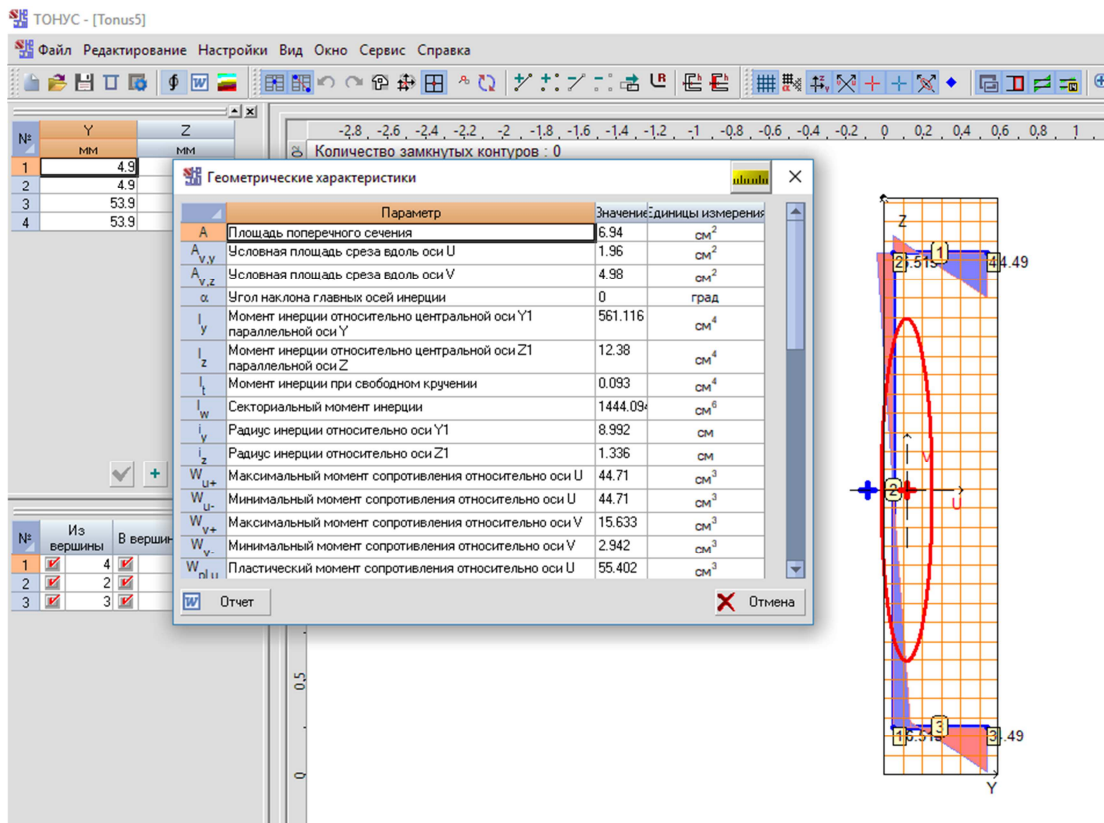 ТОНУС - [Tonus5]
Файл Редактирование Настройки Вид Окно Сервис Справка
№ Y Z
мм мм
1 4.9
2 4.9
3 53.9
4 53.9
-2,8 -2,6 -2,4 -2,2 -2 -1,8 -1,6 -1,4 -1,2 -1 -0,8 -0,6 -0,4 -0,2 0 0,2 0,4 0,6 0,8 1
Количество замкнутых контуров : 0
Геометрические характеристики
Параметр Значение Единицы измерения
A Площадь поперечного сечения 6.94 см2
Av,y Условная площадь среза вдоль оси U 1.96 см2
Av,z Условная площадь среза вдоль оси V 4.98 см2
α Угол наклона главных осей инерции 0 град
Iy Момент инерции относительно центральной оси Y1 561.116 см4
параллельной оси Y
Iz Момент инерции относительно центральной оси Z1 12.38 см4
параллельной оси Z
It Момент инерции при свободном кручении 0.093 см4
Iw Секториальный момент инерции 1444.094 см6
iy Радиус инерции относительно оси Y1 8.992 см
iz Радиус инерции относительно оси Z1 1.336 см
Wu+ Максимальный момент сопротивления относительно оси U 44.71 см3
Wu- Минимальный момент сопротивления относительно оси U 44.71 см3
Wv+ Максимальный момент сопротивления относительно оси V 15.633 см3
Wv- Минимальный момент сопротивления относительно оси V 2.942 см3
Wpl,u Пластический момент сопротивления относительно оси U 55.402 см3
Отчет Отмена
№ Из вершины В вершин
1 4
2 2
3 3
0,5
0
Z
1
2
44.49
V
2
U
3
1
3
.49
Y